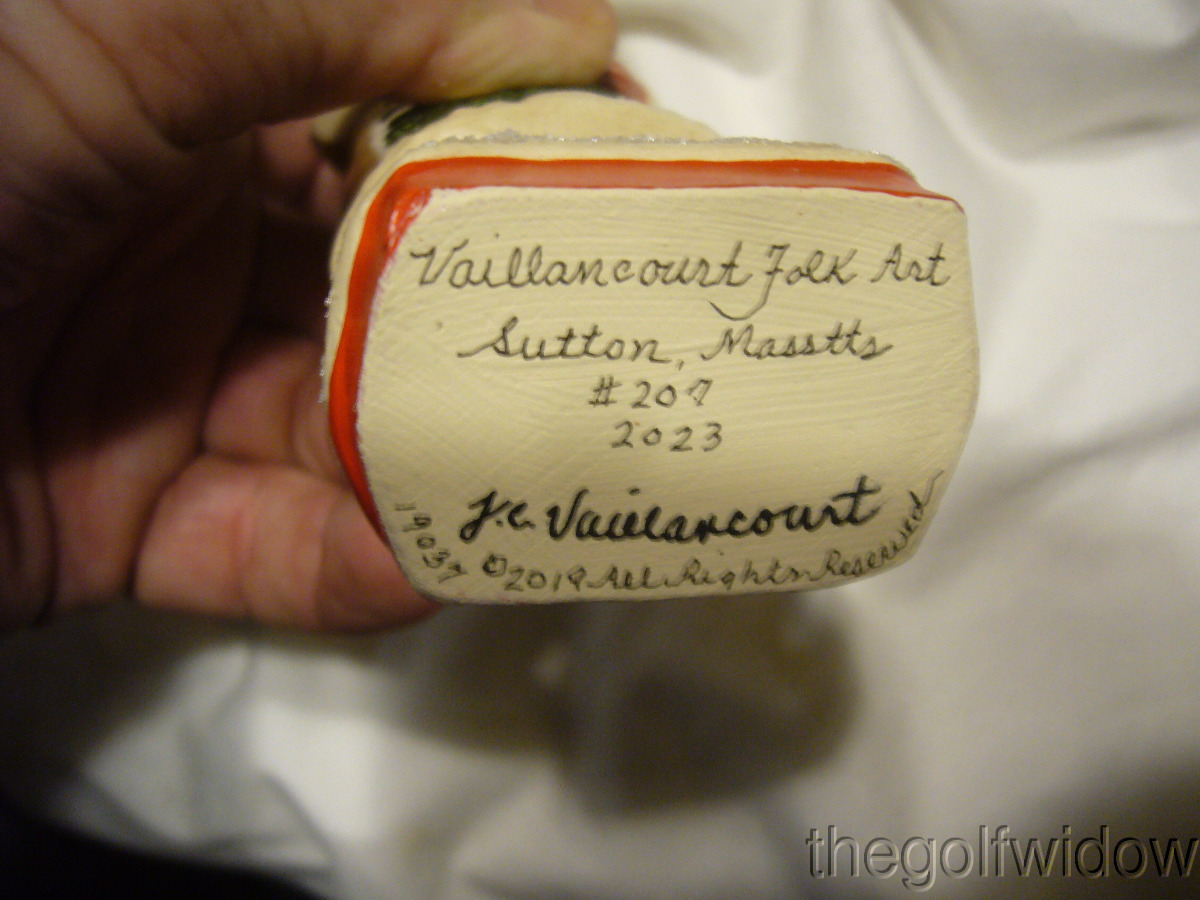 Vaillancourt Folk Art
Sutton, Masstts
#207
2023
J.C. Vaillancourt
19037 ©2019 All Rights Reserved
thegolfwidow